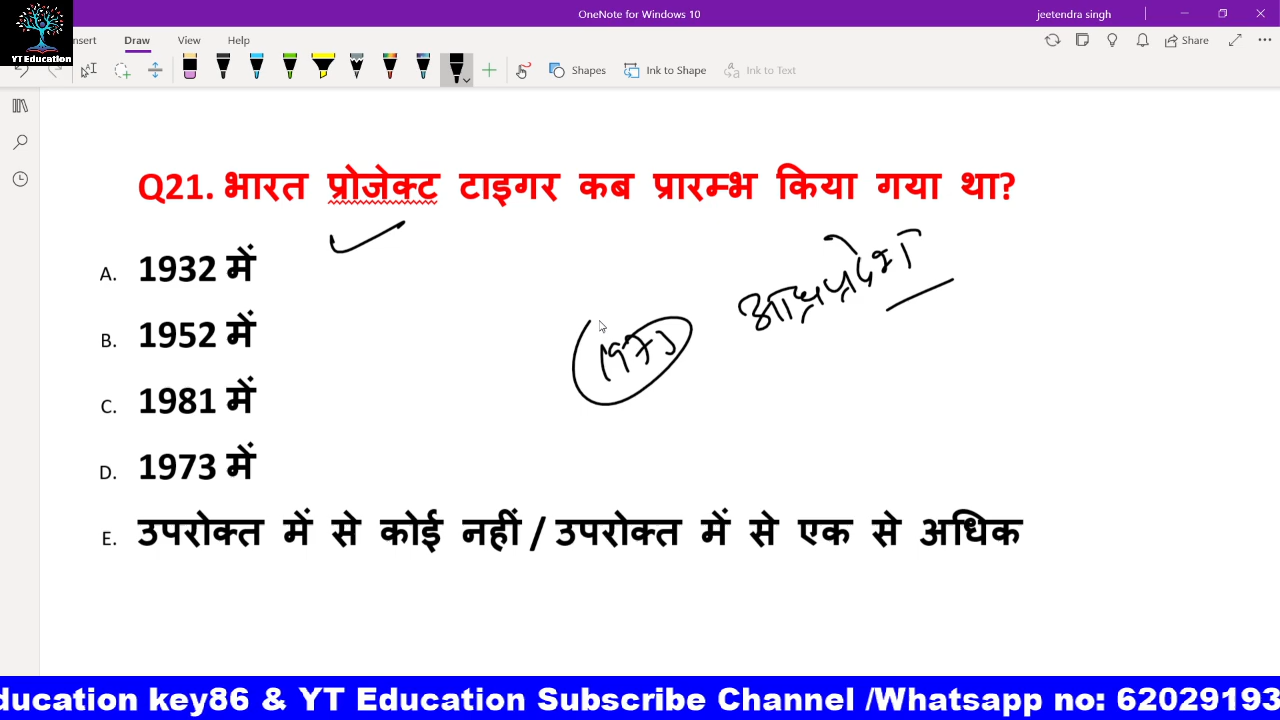 OneNote for Windows 10
jeetendra singh
YT Education
nsert Draw View Help
Shapes Ink to Shape Ink to Text Share
Q21. भारत प्रोजेक्ट टाइगर कब प्रारम्भ किया गया था?
A. 1932 में
आंध्रप्रदेश
B. 1952 में
1973
C. 1981 में
D. 1973 में
E. उपरोक्त में से कोई नहीं / उपरोक्त में से एक से अधिक
ducation key86 & YT Education Subscribe Channel /Whatsapp no: 62029193